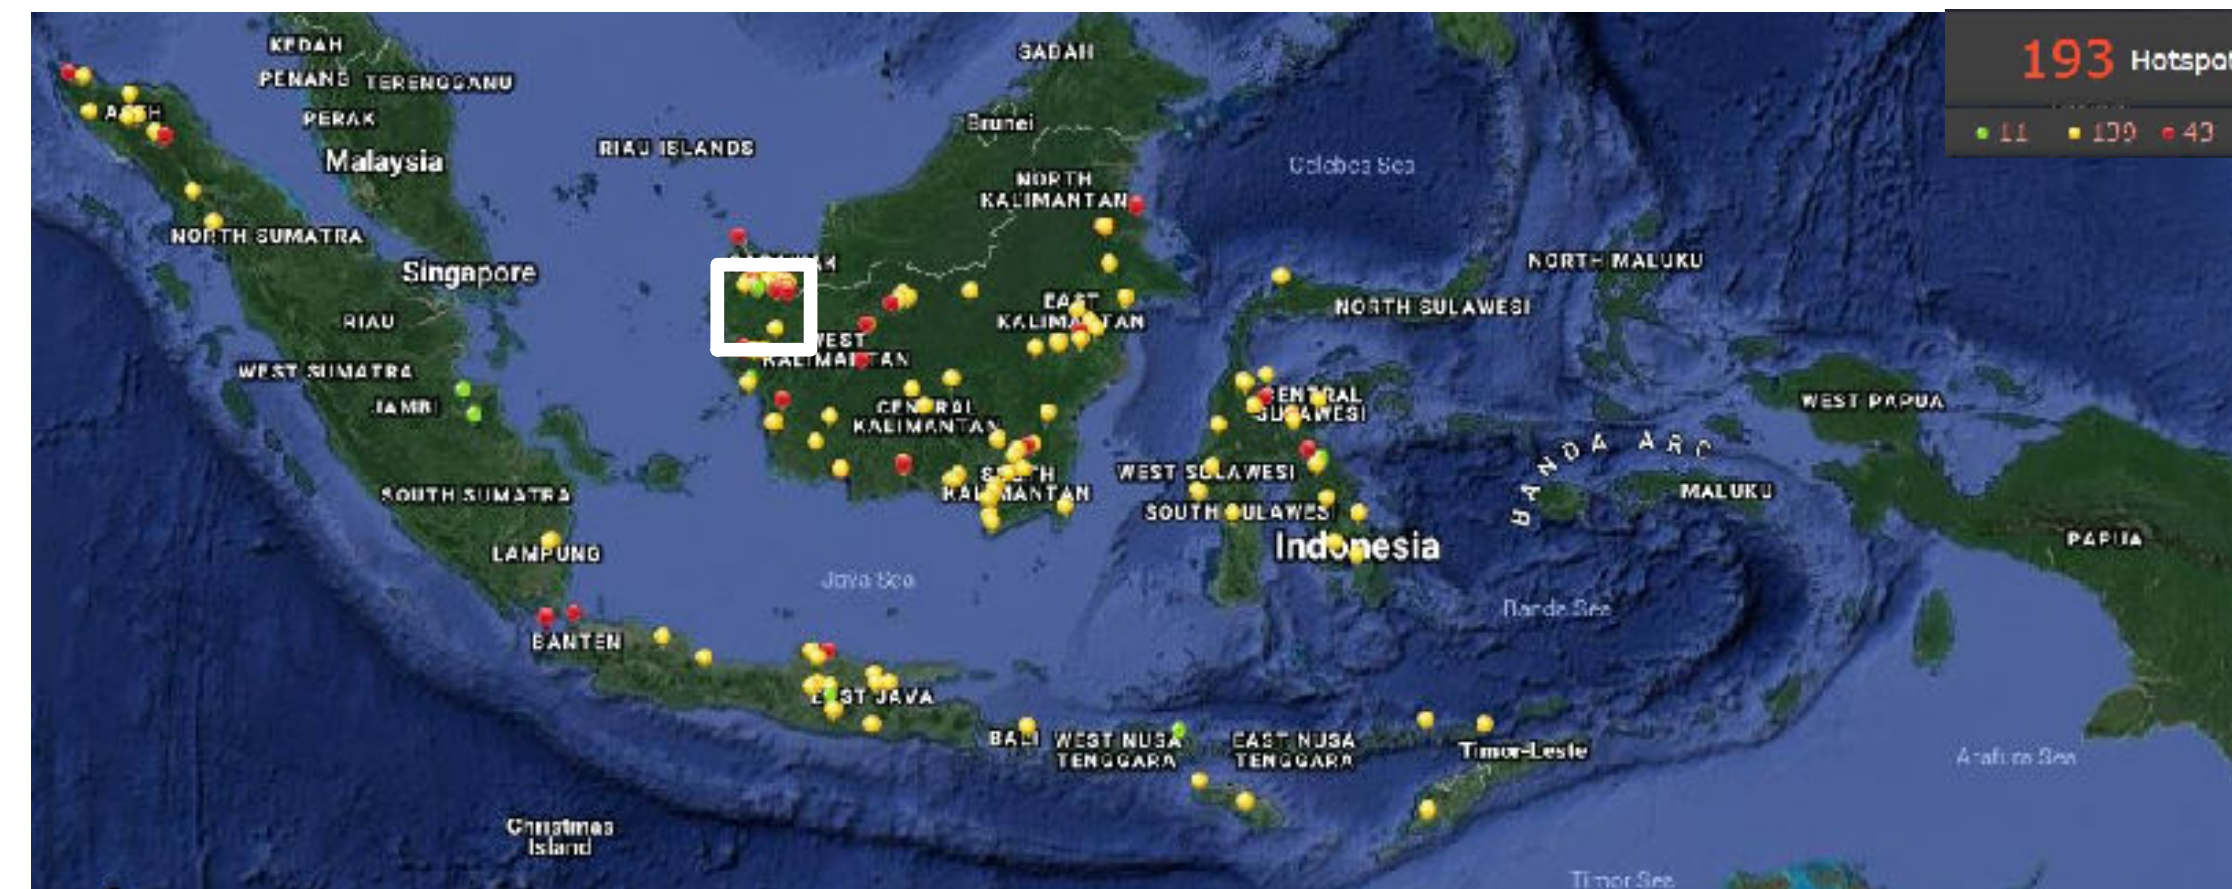 193 Hotspot
11 139 43
KEDAH
PENANG TERENGGANU
PERAK
Malaysia
RIAU ISLANDS
SABAH
Brunei
NORTH
KALIMANTAN
Celebes Sea
ACEH
NORTH SUMATRA
Singapore
RIAU
WEST SUMATRA
JAMBI
SOUTH SUMATRA
LAMPUNG
BANTEN
WEST
KALIMANTAN
EAST
KALIMANTAN
CENTRAL
KALIMANTAN
SOUTH
KALIMANTAN
NORTH MALUKU
NORTH SULAWESI
CENTRAL
SULAWESI
WEST SULAWESI
SOUTH SULAWESI
Indonesia
WEST PAPUA
BANDA ARC
MALUKU
PAPUA
Java Sea
Banda Sea
EAST JAVA
BALI
WEST NUSA
TENGGARA
EAST NUSA
TENGGARA
Timor-Leste
Arafura Sea
Christmas
Island
Timor Sea